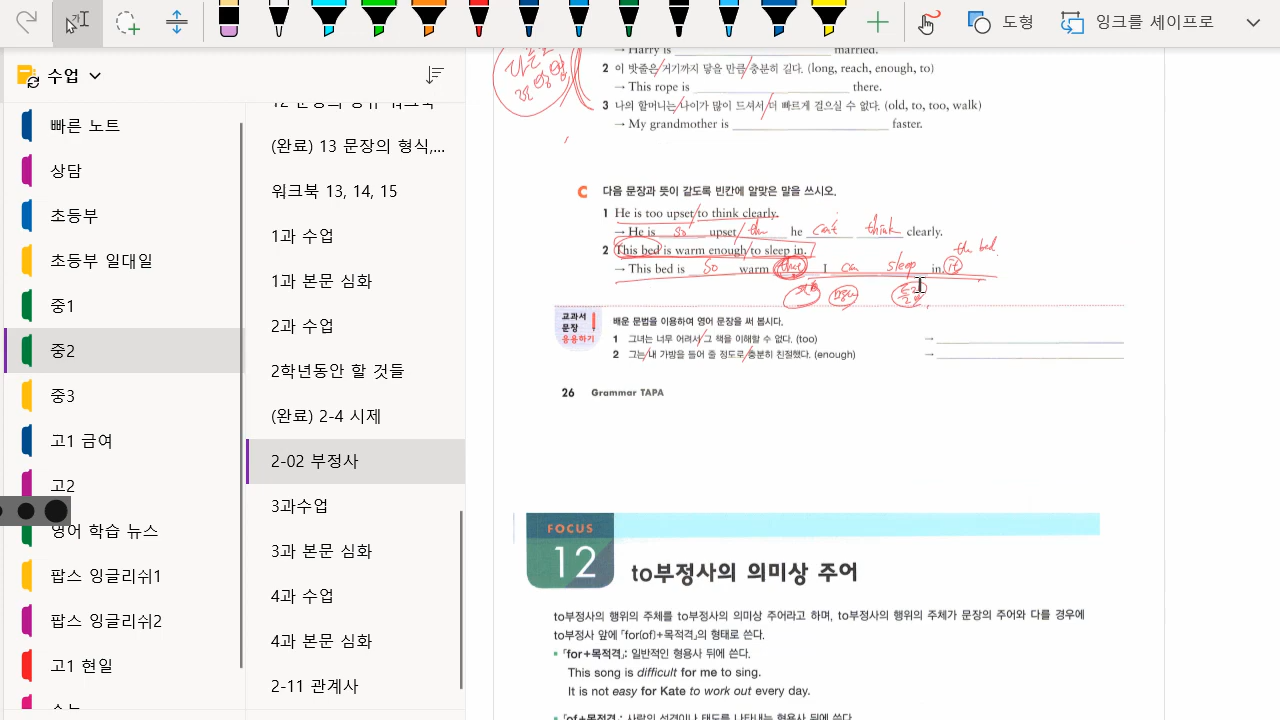 도형
잉크를 셰이프로
수업
빠른 노트
상담
초등부
초등부 일대일
중1
중2
중3
고1 금여
고2
영어 학습 뉴스
팝스 잉글리쉬1
팝스 잉글리쉬2
고1 현일
(완료) 13 문장의 형식,...
워크북 13, 14, 15
1과 수업
1과 본문 심화
2과 수업
2학년동안 할 것들
(완료) 2-4 시제
2-02 부정사
3과수업
3과 본문 심화
4과 수업
4과 본문 심화
2-11 관계사
→ Harry is married.
2 이 밧줄은 거기까지 닿을 만큼 충분히 길다. (long, reach, enough, to)
→ This rope is there.
3 나의 할머니는 나이가 많이 드셔서 더 빠르게 걸으실 수 없다. (old, to, too, walk)
→ My grandmother is faster.
C 다음 문장과 뜻이 같도록 빈칸에 알맞은 말을 쓰시오.
1 He is too upset to think clearly.
→ He is so upset he can't think clearly.
2 This bed is warm enough to sleep in.
the bed.
→ This bed is so warm that I can sleep in it
교과서 문장 응용하기
배운 문법을 이용하여 영어 문장을 써 봅시다.
1 그녀는 너무 어려서 그 책을 이해할 수 없다. (too) →
2 그는 내 가방을 들어 줄 정도로 충분히 친절했다. (enough) →
26 Grammar TAPA
FOCUS
12 to부정사의 의미상 주어
to부정사의 행위의 주체를 to부정사의 의미상 주어라고 하며, to부정사의 행위의 주체가 문장의 주어와 다를 경우에
to부정사 앞에 「for(of)+목적격」의 형태로 쓴다.
• 「for+목적격」: 일반적인 형용사 뒤에 쓴다.
This song is difficult for me to sing.
It is not easy for Kate to work out every day.